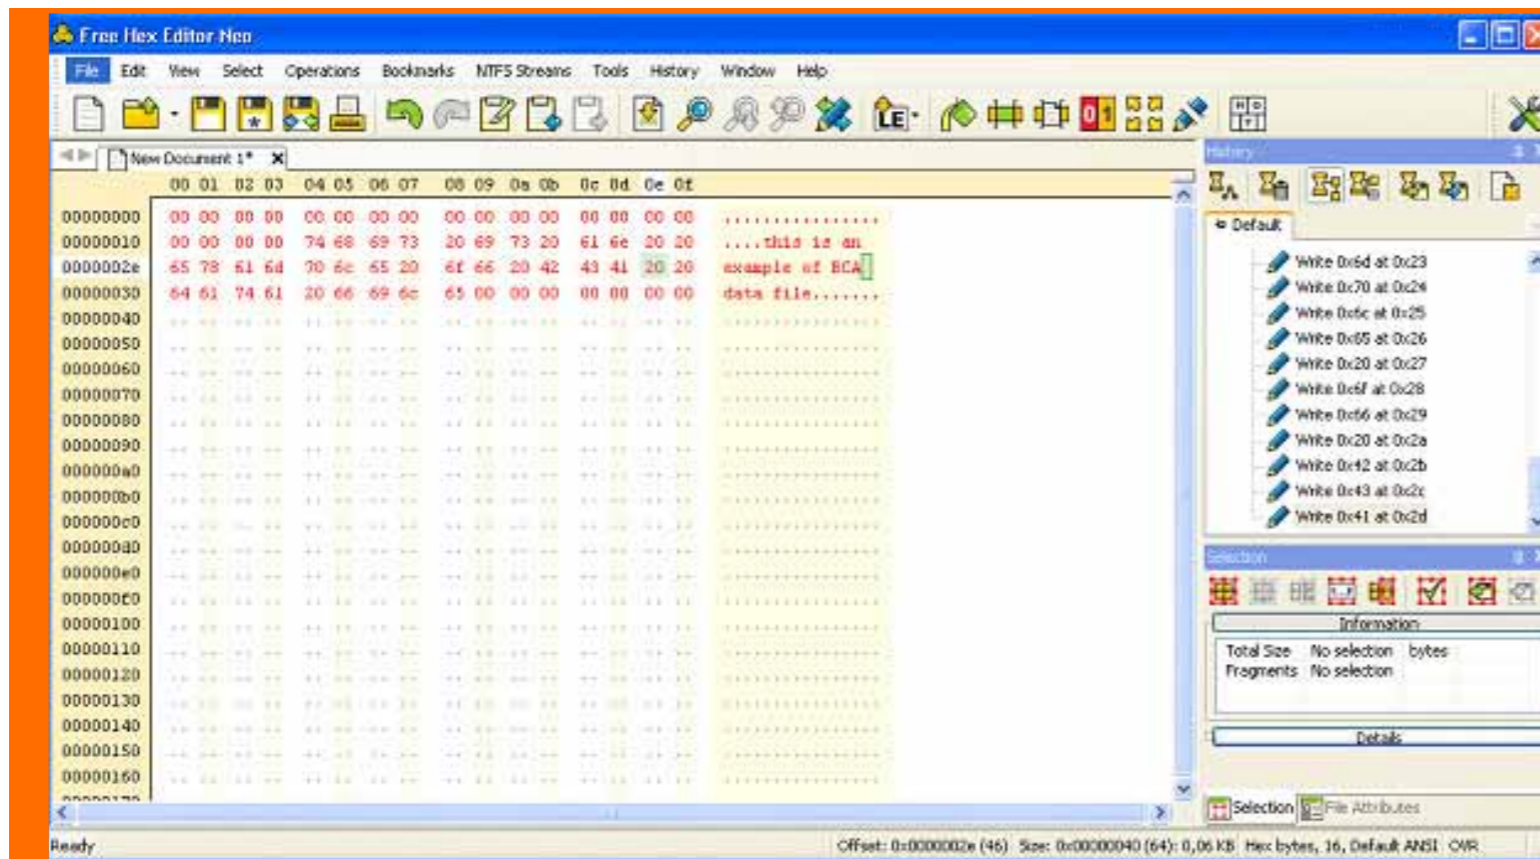 Free Hex Editor Neo
File Edit View Select Operations Bookmarks NTFS Streams Tools History Window Help
LE
01
New Document 1*
00 01 02 03 04 05 06 07 08 09 0a 0b 0c 0d 0e 0f
00000000 00 00 00 00 00 00 00 00 00 00 00 00 00 00 00 00 ................
00000010 00 00 00 00 74 68 69 73 20 69 73 20 61 6e 20 20 ....this is an
0000002e 65 78 61 6d 70 6c 65 20 6f 66 20 42 43 41 20 20 example of BCA
00000030 64 61 74 61 20 66 69 6c 65 00 00 00 00 00 00 00 data file.......
00000040
00000050
00000060
00000070
00000080
00000090
000000a0
000000b0
000000c0
000000d0
000000e0
000000f0
00000100
00000110
00000120
00000130
00000140
00000150
00000160
00000170
History
Default
Write 0x6d at 0x23
Write 0x70 at 0x24
Write 0x6c at 0x25
Write 0x65 at 0x26
Write 0x20 at 0x27
Write 0x6f at 0x28
Write 0x66 at 0x29
Write 0x20 at 0x2a
Write 0x42 at 0x2b
Write 0x43 at 0x2c
Write 0x41 at 0x2d
Selection
Information
Total Size No selection bytes
Fragments No selection
Details
Selection File Attributes
Ready Offset: 0x0000002e (46) Size: 0x00000040 (64): 0,06 KB Hex bytes, 16, Default ANSI OVR